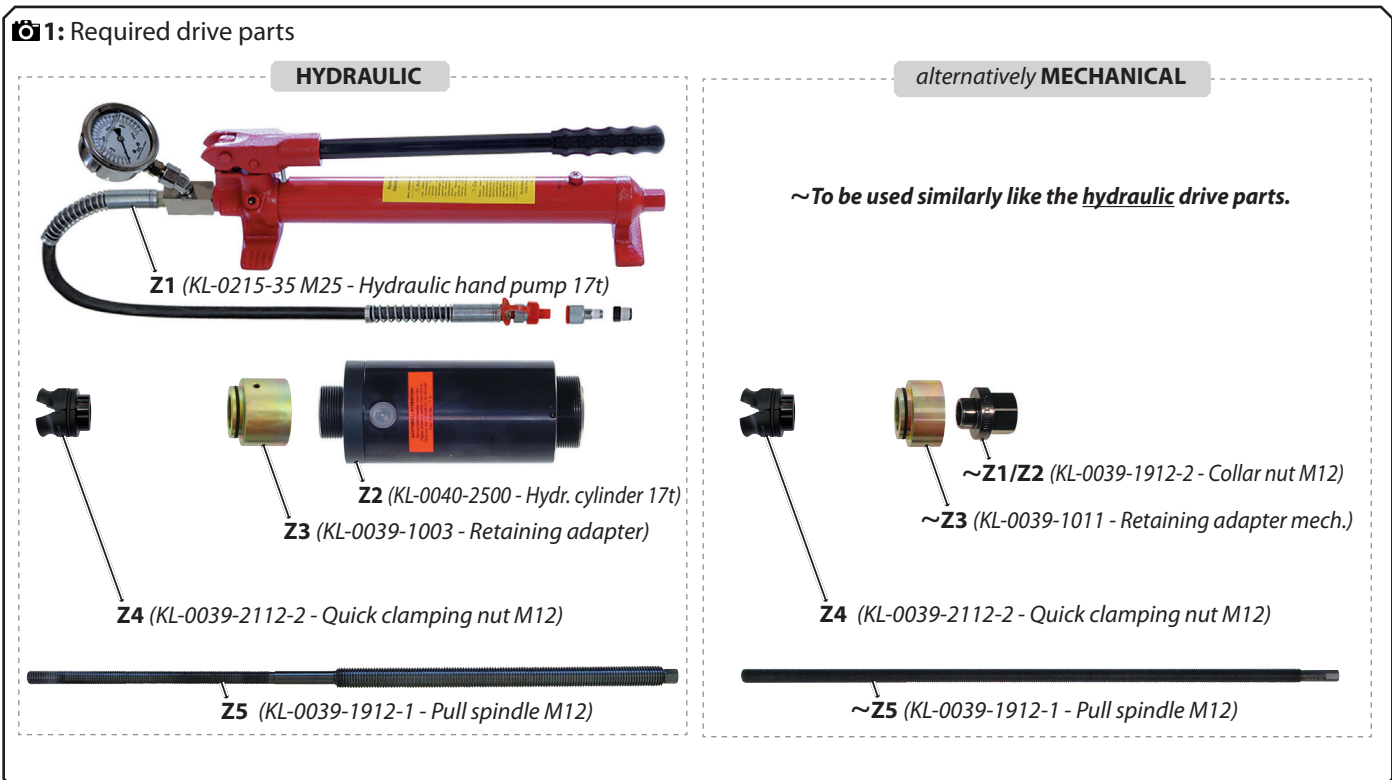 1: Required drive parts
HYDRAULIC
Z1 (KL-0215-35 M25 - Hydraulic hand pump 17t)
Z2 (KL-0040-2500 - Hydr. cylinder 17t)
Z3 (KL-0039-1003 - Retaining adapter)
Z4 (KL-0039-2112-2 - Quick clamping nut M12)
Z5 (KL-0039-1912-1 - Pull spindle M12)
alternatively MECHANICAL
~To be used similarly like the hydraulic drive parts.
~Z1/Z2 (KL-0039-1912-2 - Collar nut M12)
~Z3 (KL-0039-1011 - Retaining adapter mech.)
Z4 (KL-0039-2112-2 - Quick clamping nut M12)
~Z5 (KL-0039-1912-1 - Pull spindle M12)